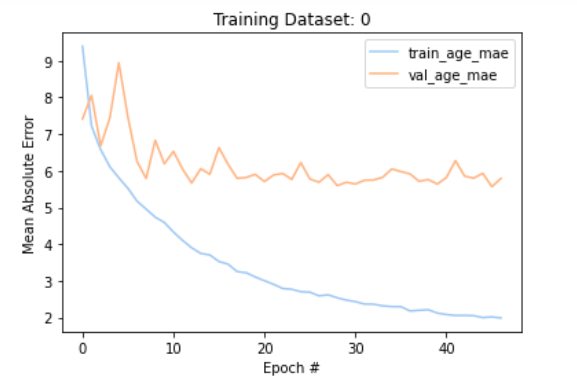 Training Dataset: 0
train_age_mae
val_age_mae
Mean Absolute Error
9
8
7
6
5
4
3
2
0 10 20 30 40
Epoch #